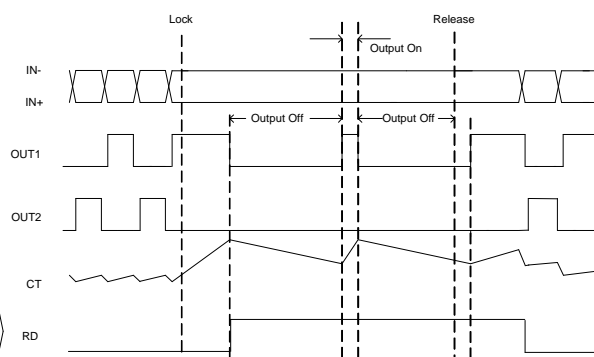 Lock
Release
Output On
IN-
IN+
Output Off
Output Off
OUT1
OUT2
CT
RD